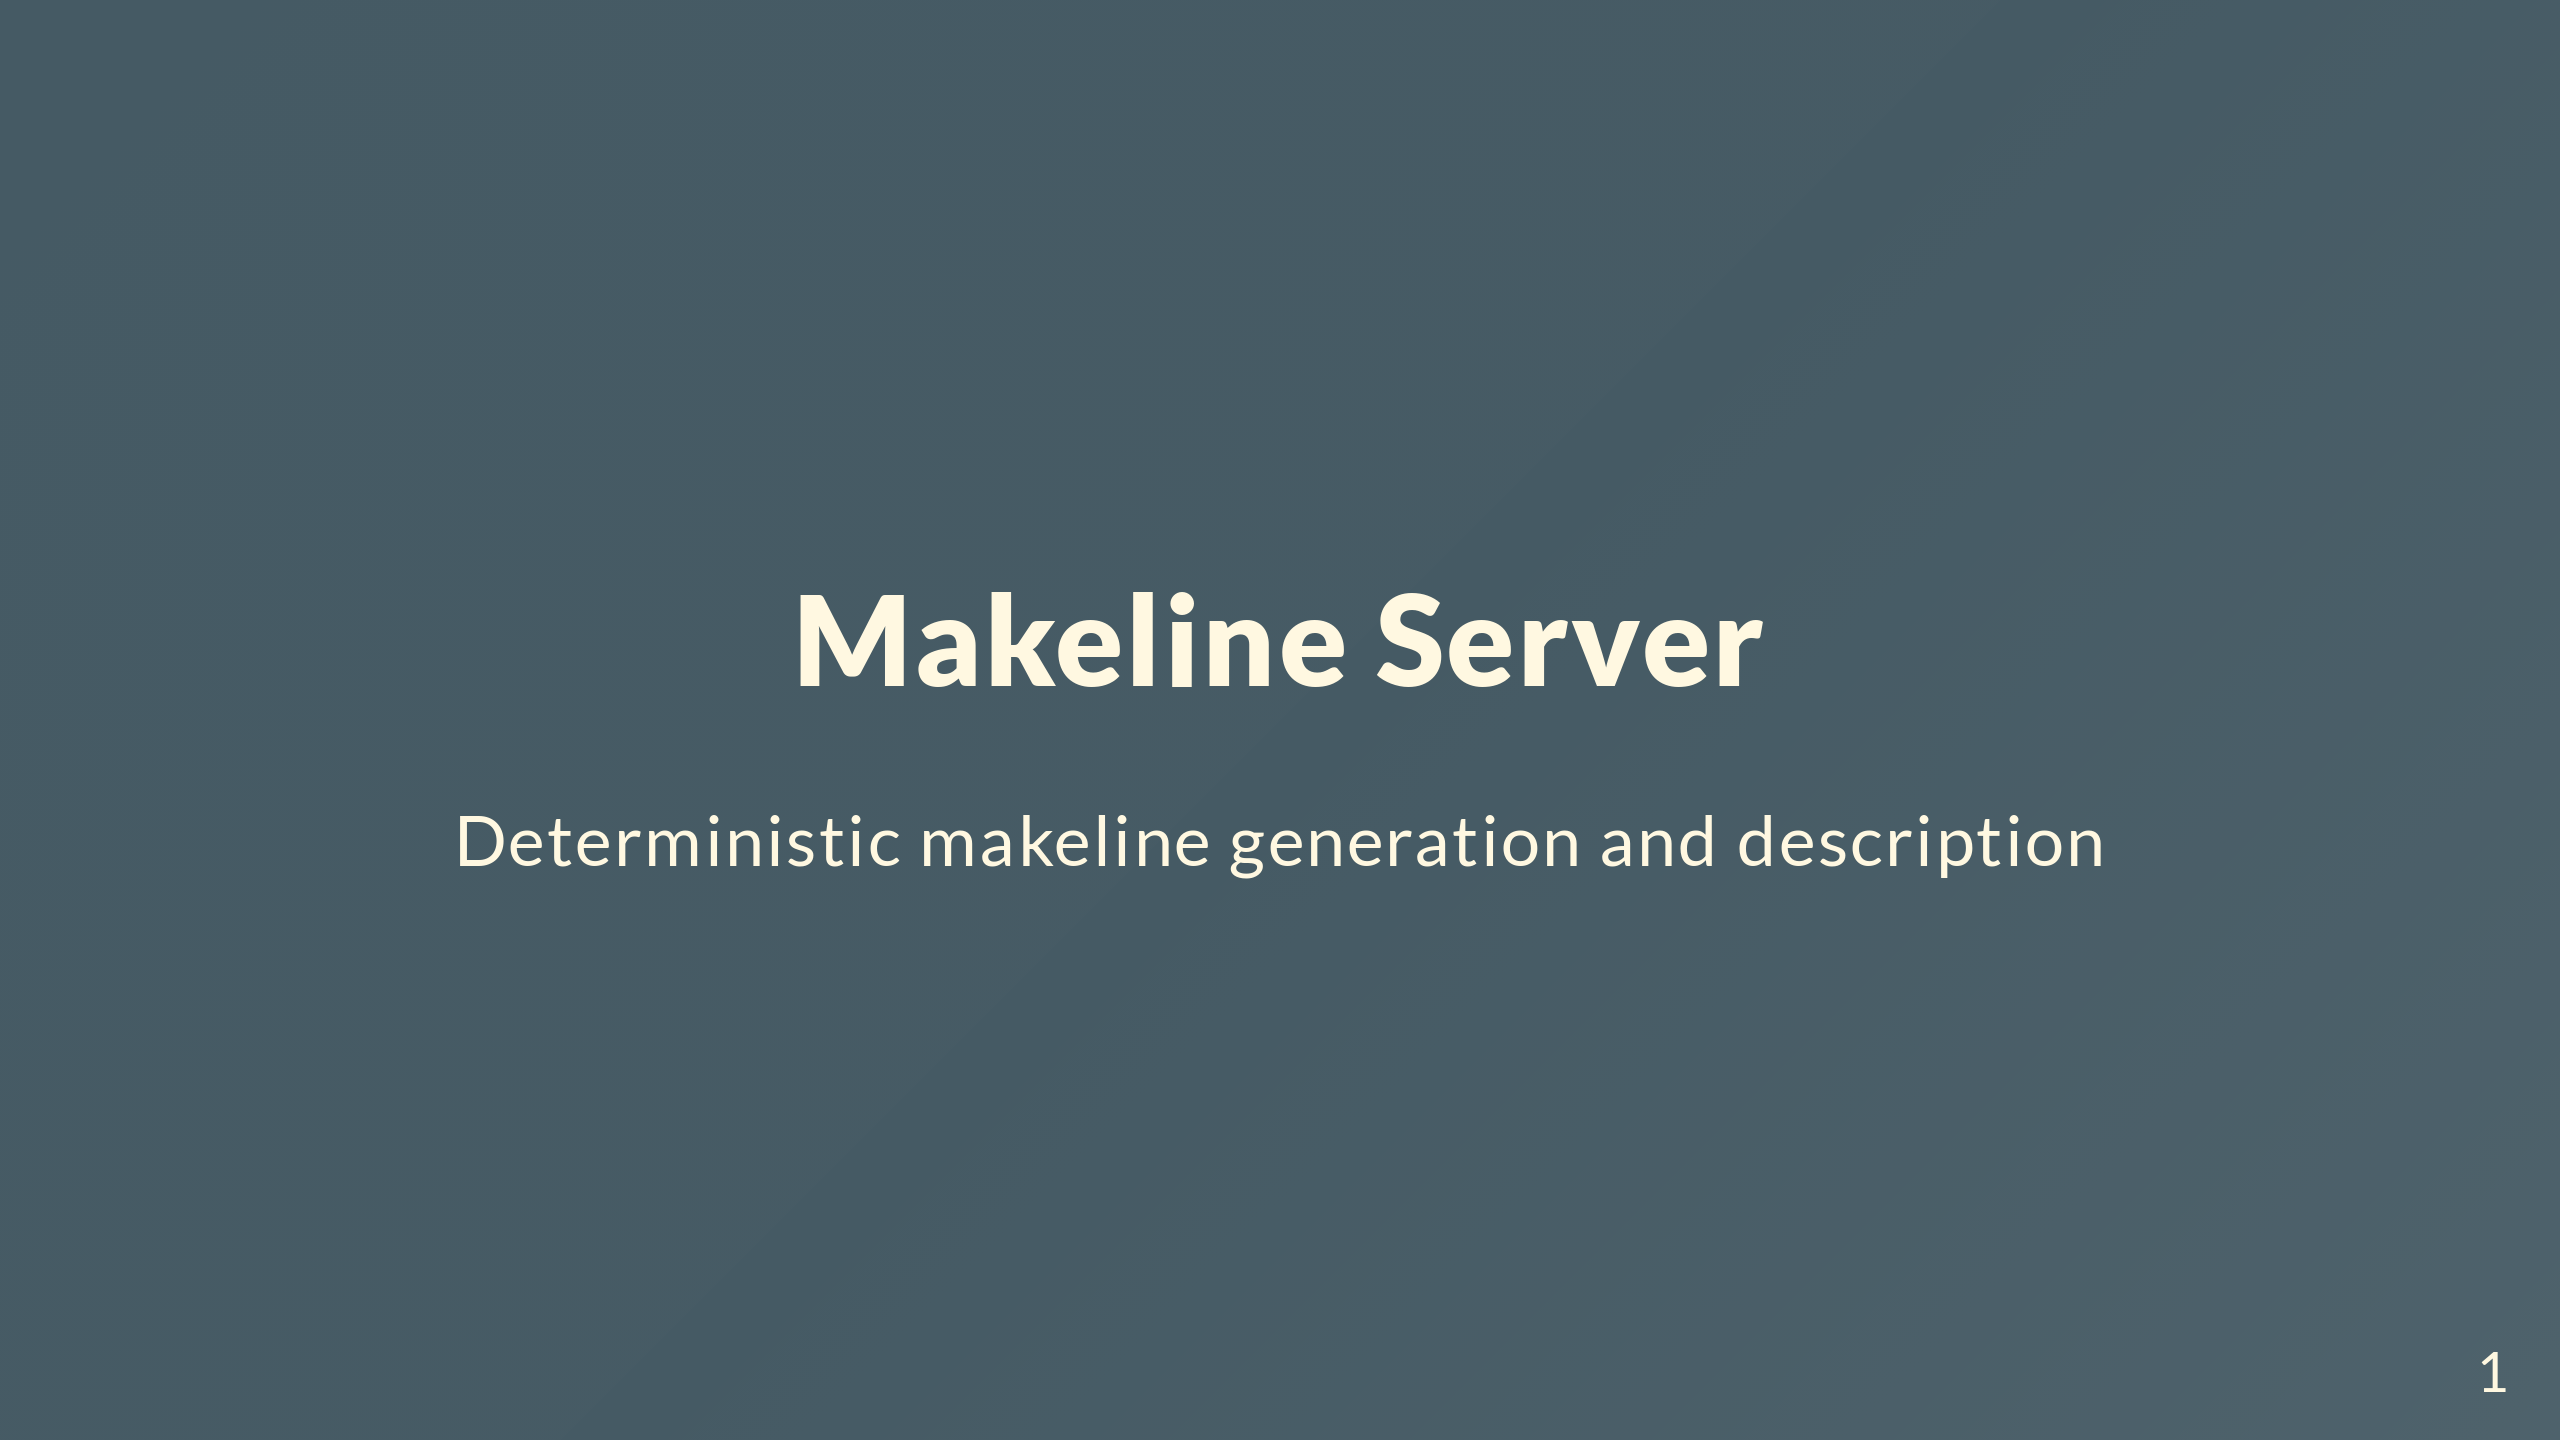 Makeline Server
Deterministic makeline generation and description
1